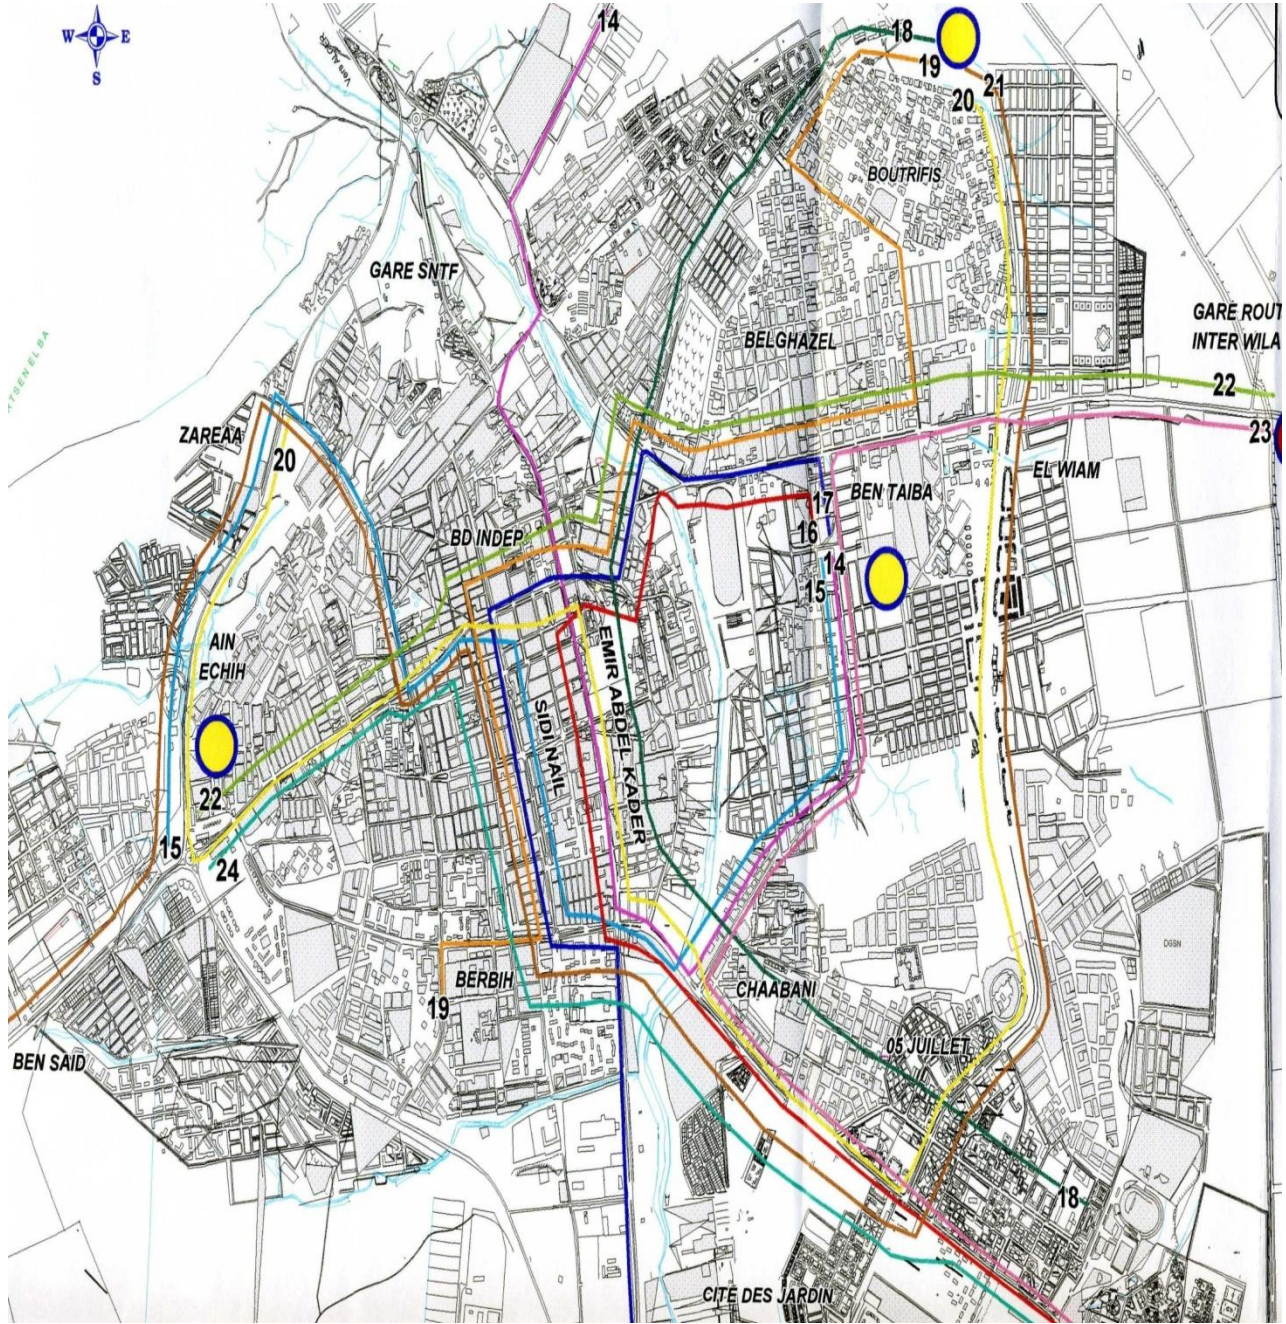 W E
S
14
18
19
21
20
Vers ALGER
BOUTRIFIS
GARE SNTF
GARE ROUT
INTER WILA
BELGHAZEL
22
23
ZAREAA
20
EL WIAM
BEN TAIBA
17
16
BD INDEP
14
15
AIN
ECHIH
EMIR ABDEL KADER
SIDI NAIL
22
15
24
DGSN
BERBIH
CHAABANI
19
05 JUILLET
BEN SAID
18
CITE DES JARDIN